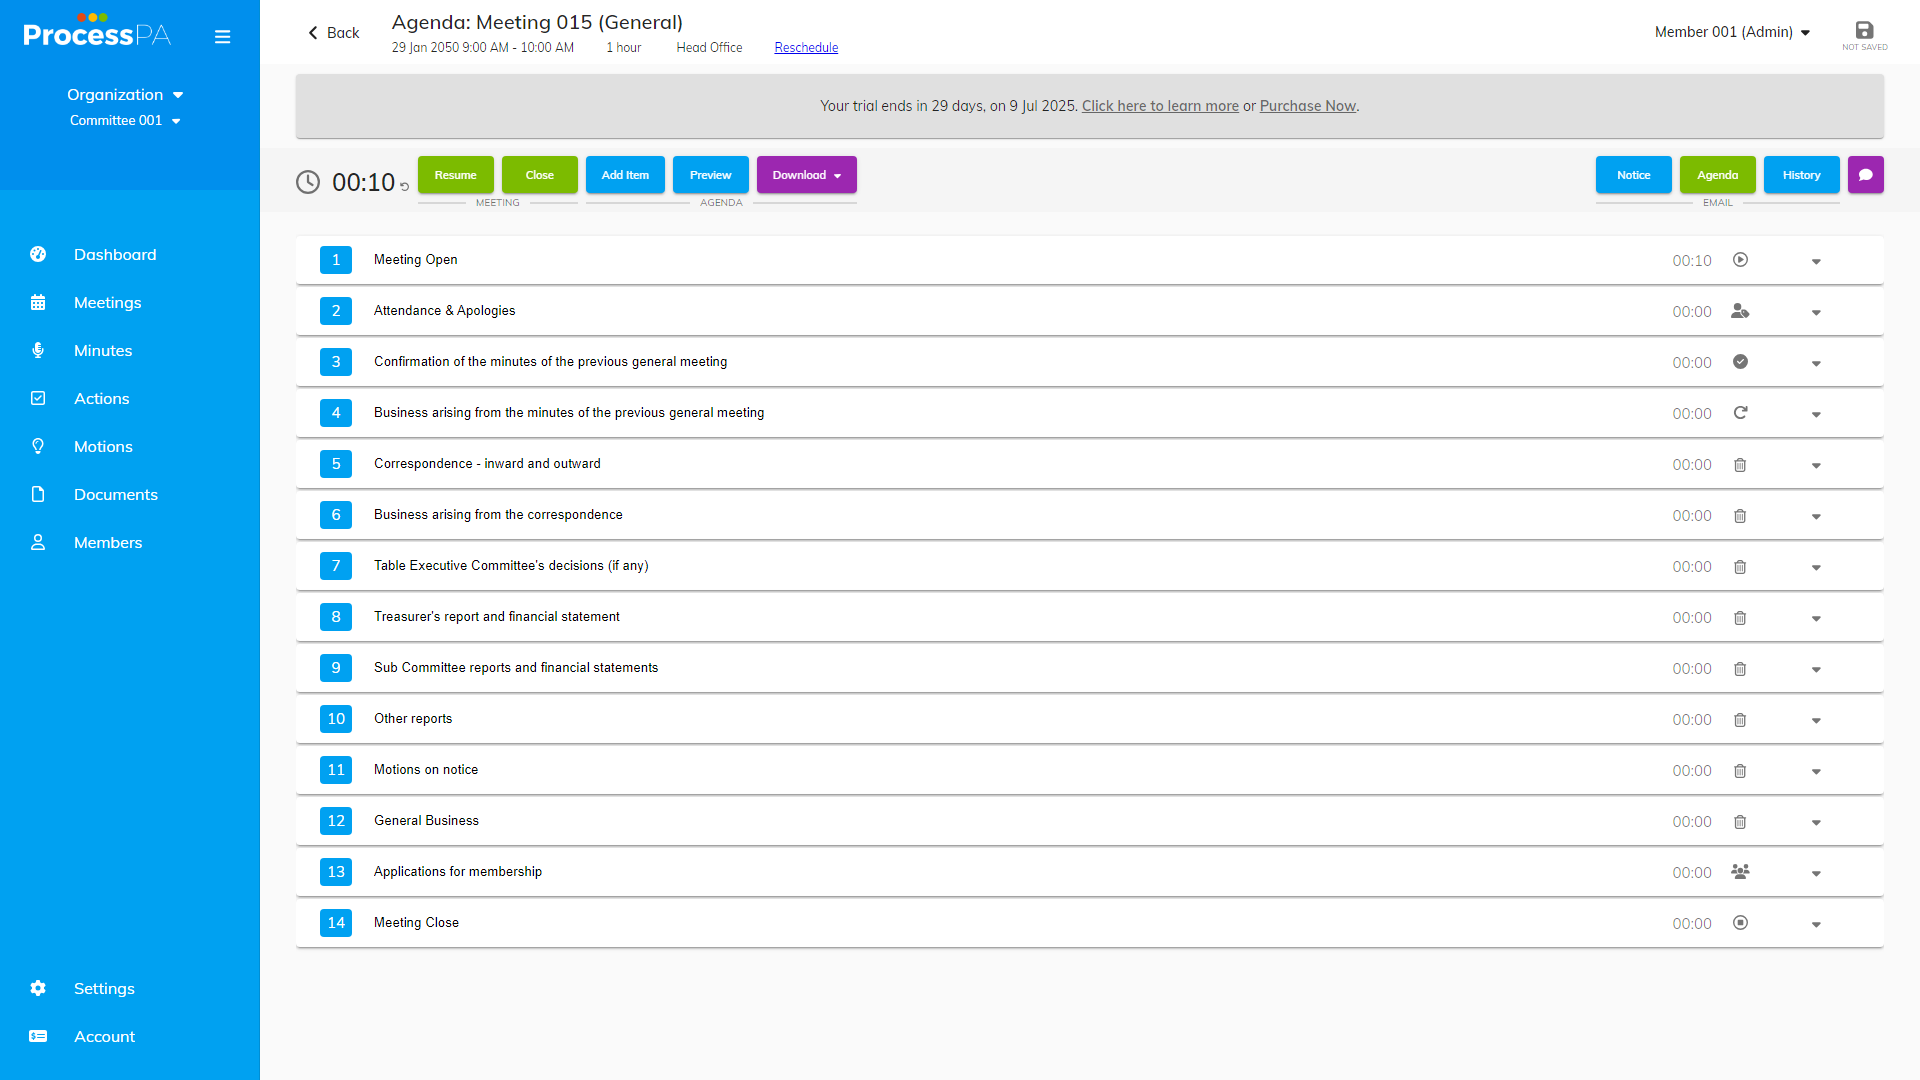 ProcessPA
Organization
Committee 001
Dashboard
Meetings
Minutes
Actions
Motions
Documents
Members
Settings
Account
Back
Agenda: Meeting 015 (General)
29 Jan 2050 9:00 AM - 10:00 AM 1 hour Head Office Reschedule
Member 001 (Admin)
NOT SAVED
Your trial ends in 29 days, on 9 Jul 2025. Click here to learn more or Purchase Now.
00:10 Resume Close Add Item Preview Download
MEETING AGENDA
Notice Agenda History
EMAIL
1 Meeting Open 00:10
2 Attendance & Apologies 00:00
3 Confirmation of the minutes of the previous general meeting 00:00
4 Business arising from the minutes of the previous general meeting 00:00
5 Correspondence - inward and outward 00:00
6 Business arising from the correspondence 00:00
7 Table Executive Committee's decisions (if any) 00:00
8 Treasurer's report and financial statement 00:00
9 Sub Committee reports and financial statements 00:00
10 Other reports 00:00
11 Motions on notice 00:00
12 General Business 00:00
13 Applications for membership 00:00
14 Meeting Close 00:00